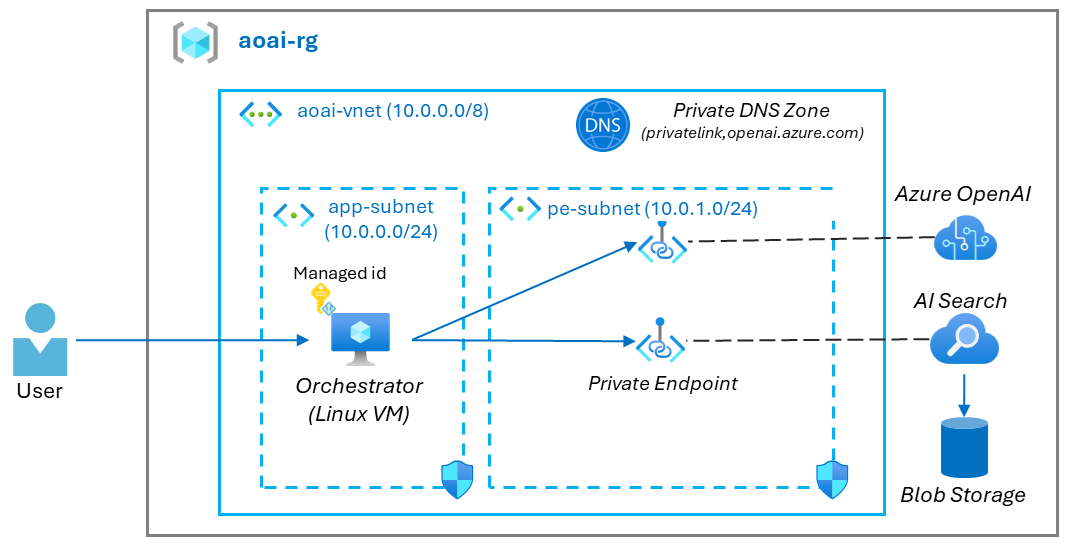 aoai-rg
aoai-vnet (10.0.0.0/8)
DNS
Private DNS Zone
(privatelink,openai.azure.com)
app-subnet
(10.0.0.0/24)
pe-subnet (10.0.1.0/24)
Azure OpenAI
Managed id
AI Search
User
Orchestrator
(Linux VM)
Private Endpoint
Blob Storage